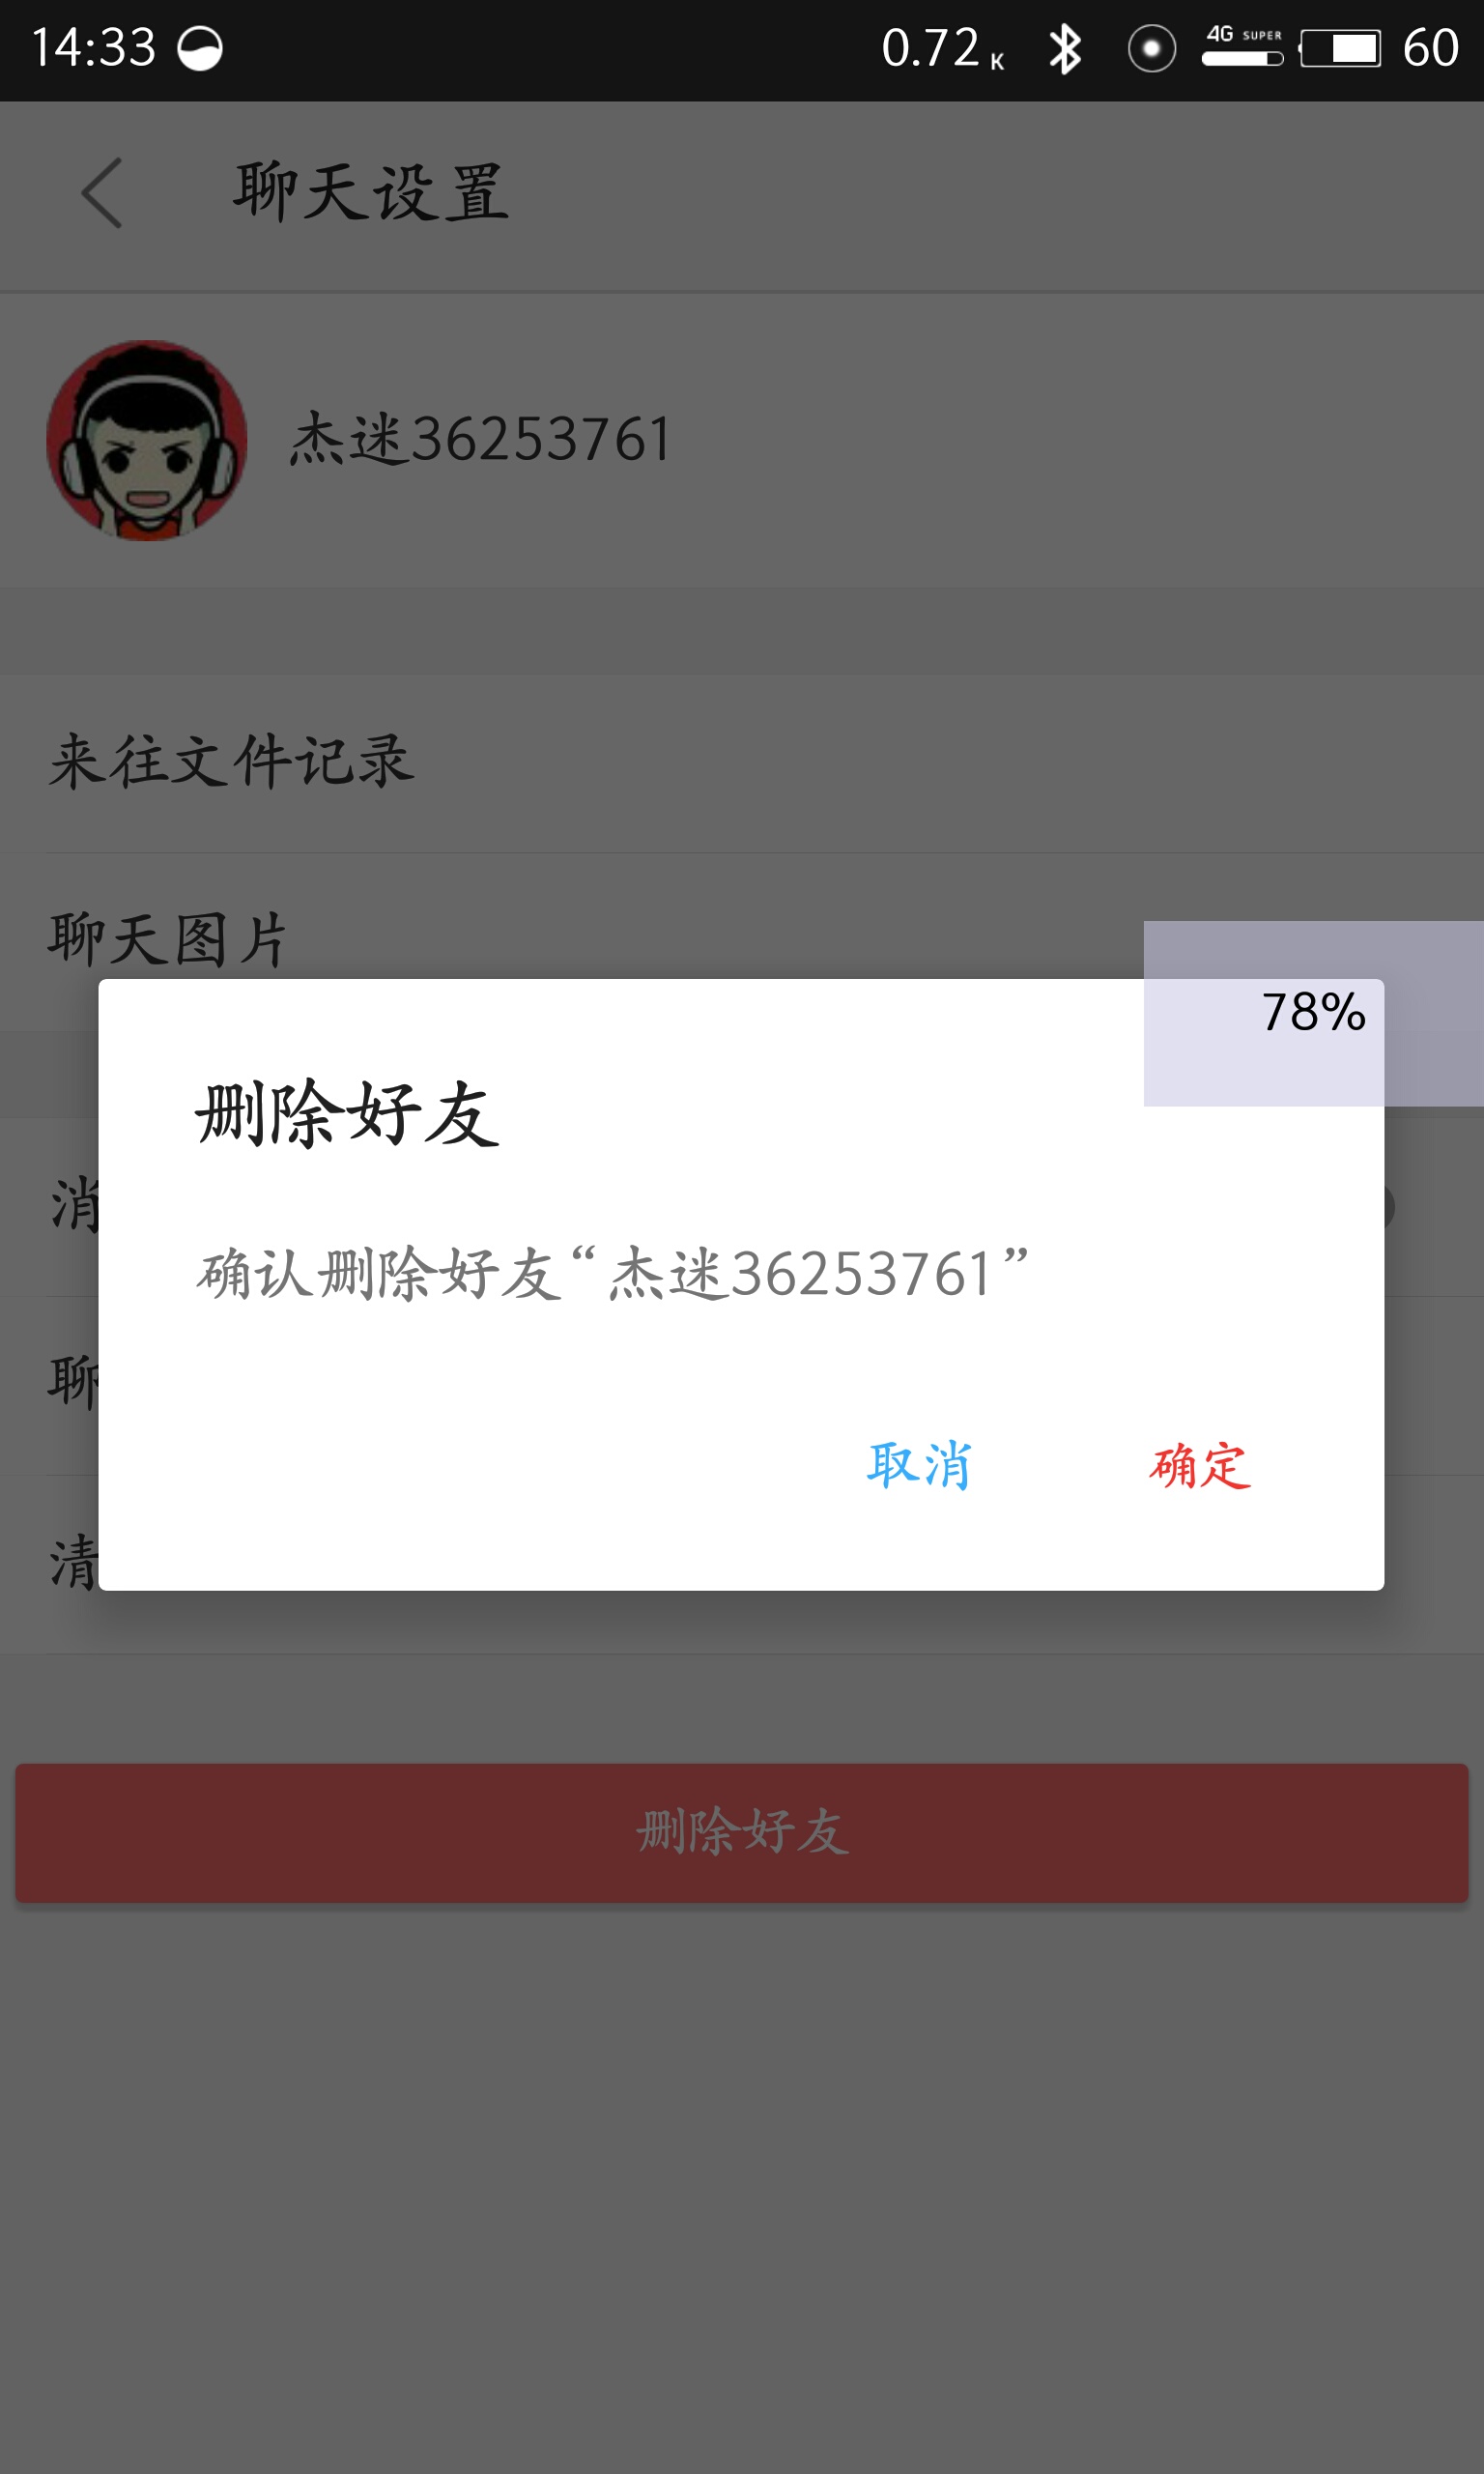 14:33 0.72 K 4G SUPER 60
聊天设置
杰迷36253761
来往文件记录
聊天图片
78%
删除好友
消
确认删除好友“杰迷36253761”
聊
取消 确定
清
删除好友